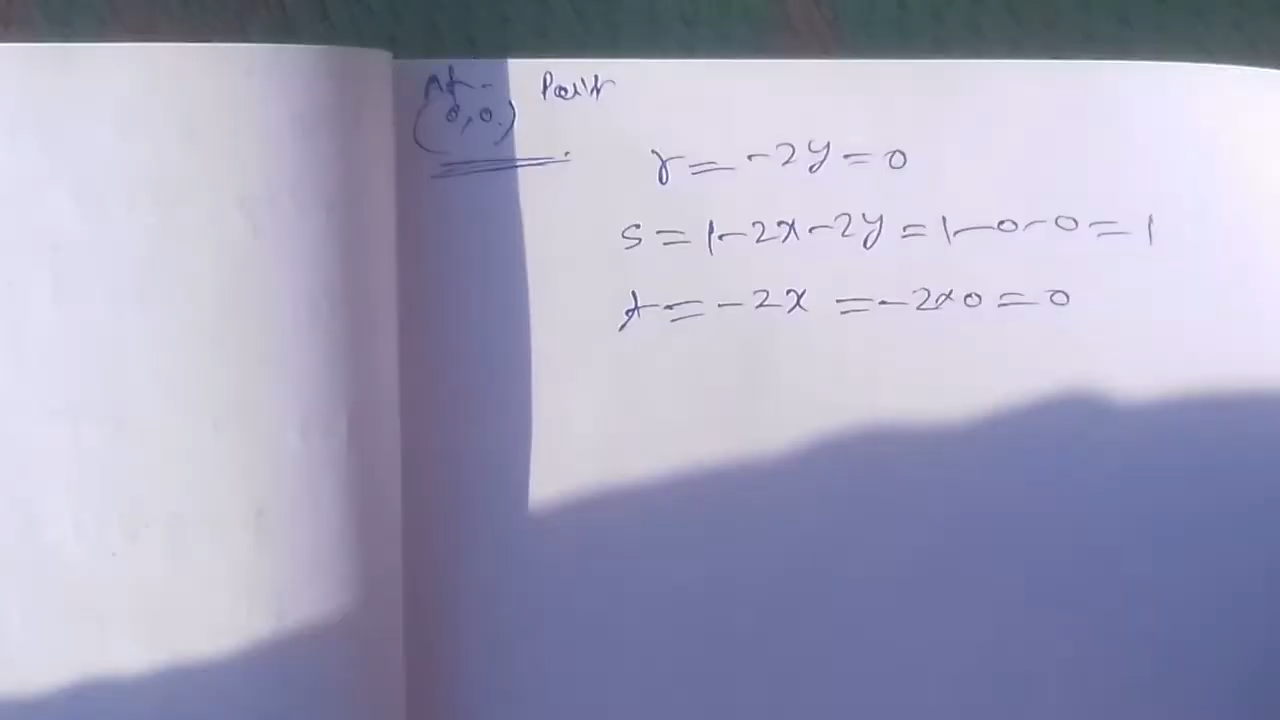 At - Point
(0,0)
r = -2y = 0
s = 1-2x-2y = 1-0-0 = 1
t = -2x = -2×0 = 0